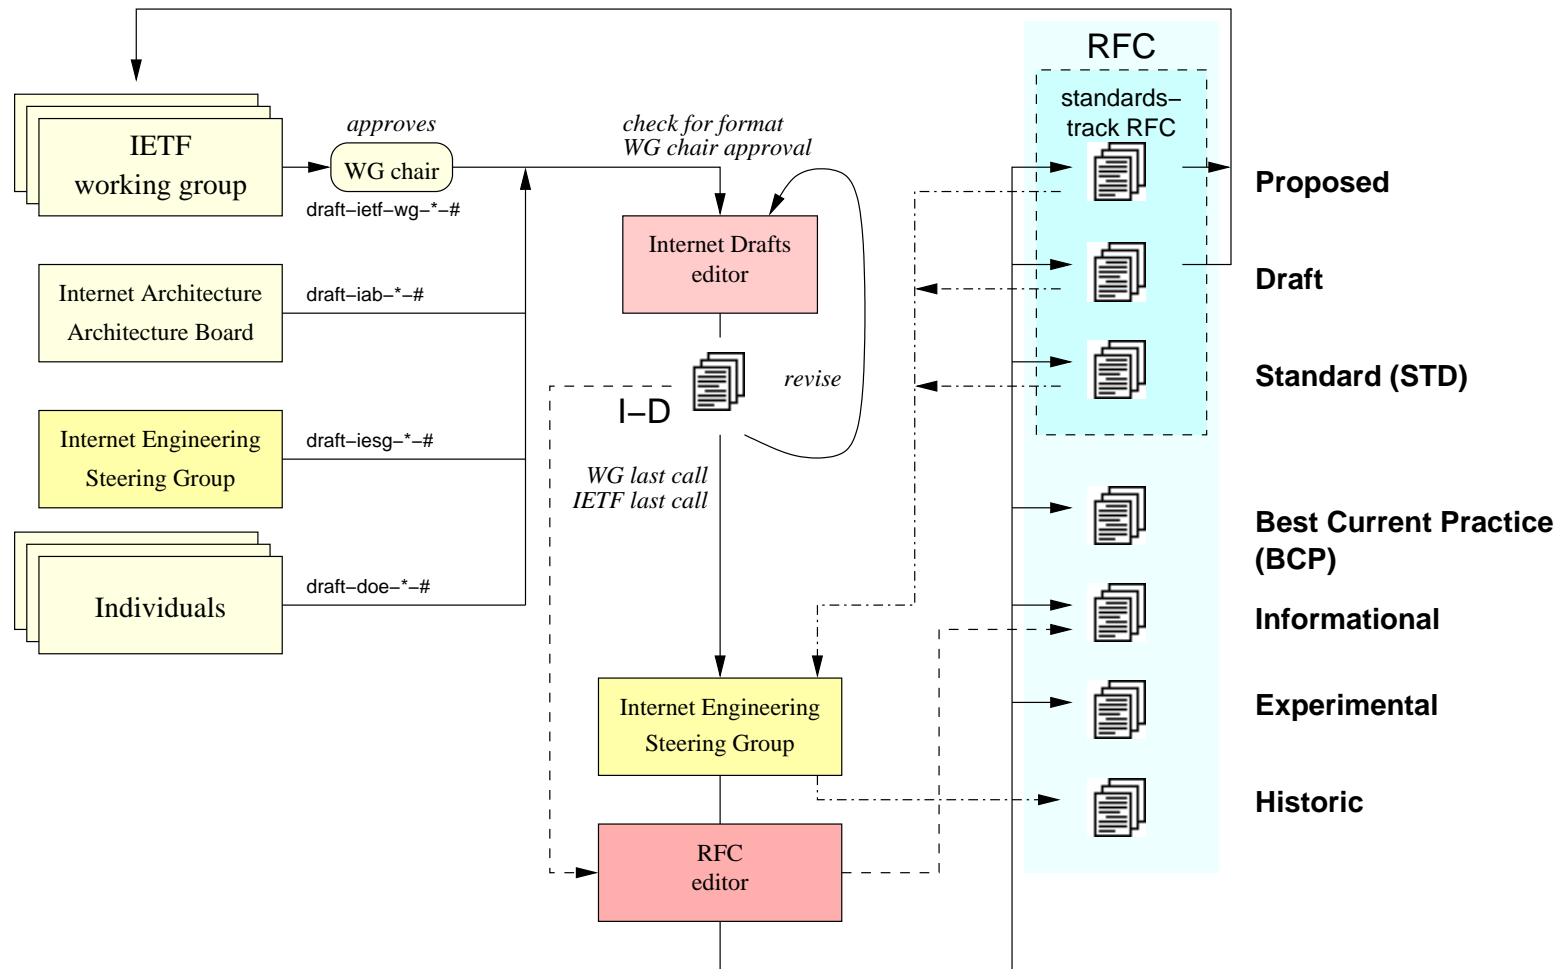 RFC
standards–
track RFC
IETF
working group
approves
WG chair
draft–ietf–wg–*–#
check for format
WG chair approval
Internet Drafts
editor
Internet Architecture
Architecture Board
draft–iab–*–#
Internet Engineering
Steering Group
draft–iesg–*–#
Individuals
draft–doe–*–#
I–D
revise
WG last call
IETF last call
Internet Engineering
Steering Group
RFC
editor
Proposed
Draft
Standard (STD)
Best Current Practice
(BCP)
Informational
Experimental
Historic